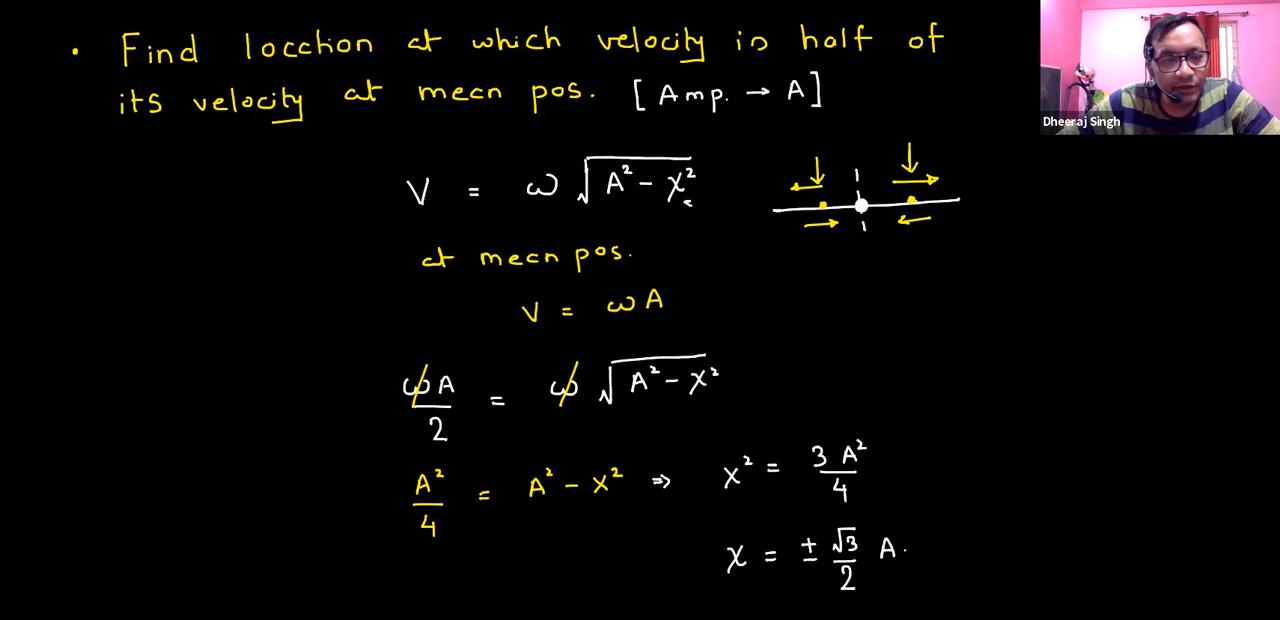 • Find location at which velocity is half of
its velocity at mean pos. [Amp. → A]
Dheeraj Singh
V = ω √(A² - x²)
at mean pos.
V = ωA
ωA/2 = ω √(A² - x²)
A²/4 = A² - x² ⇒ x² = 3A²/4
x = ± √3/2 A.